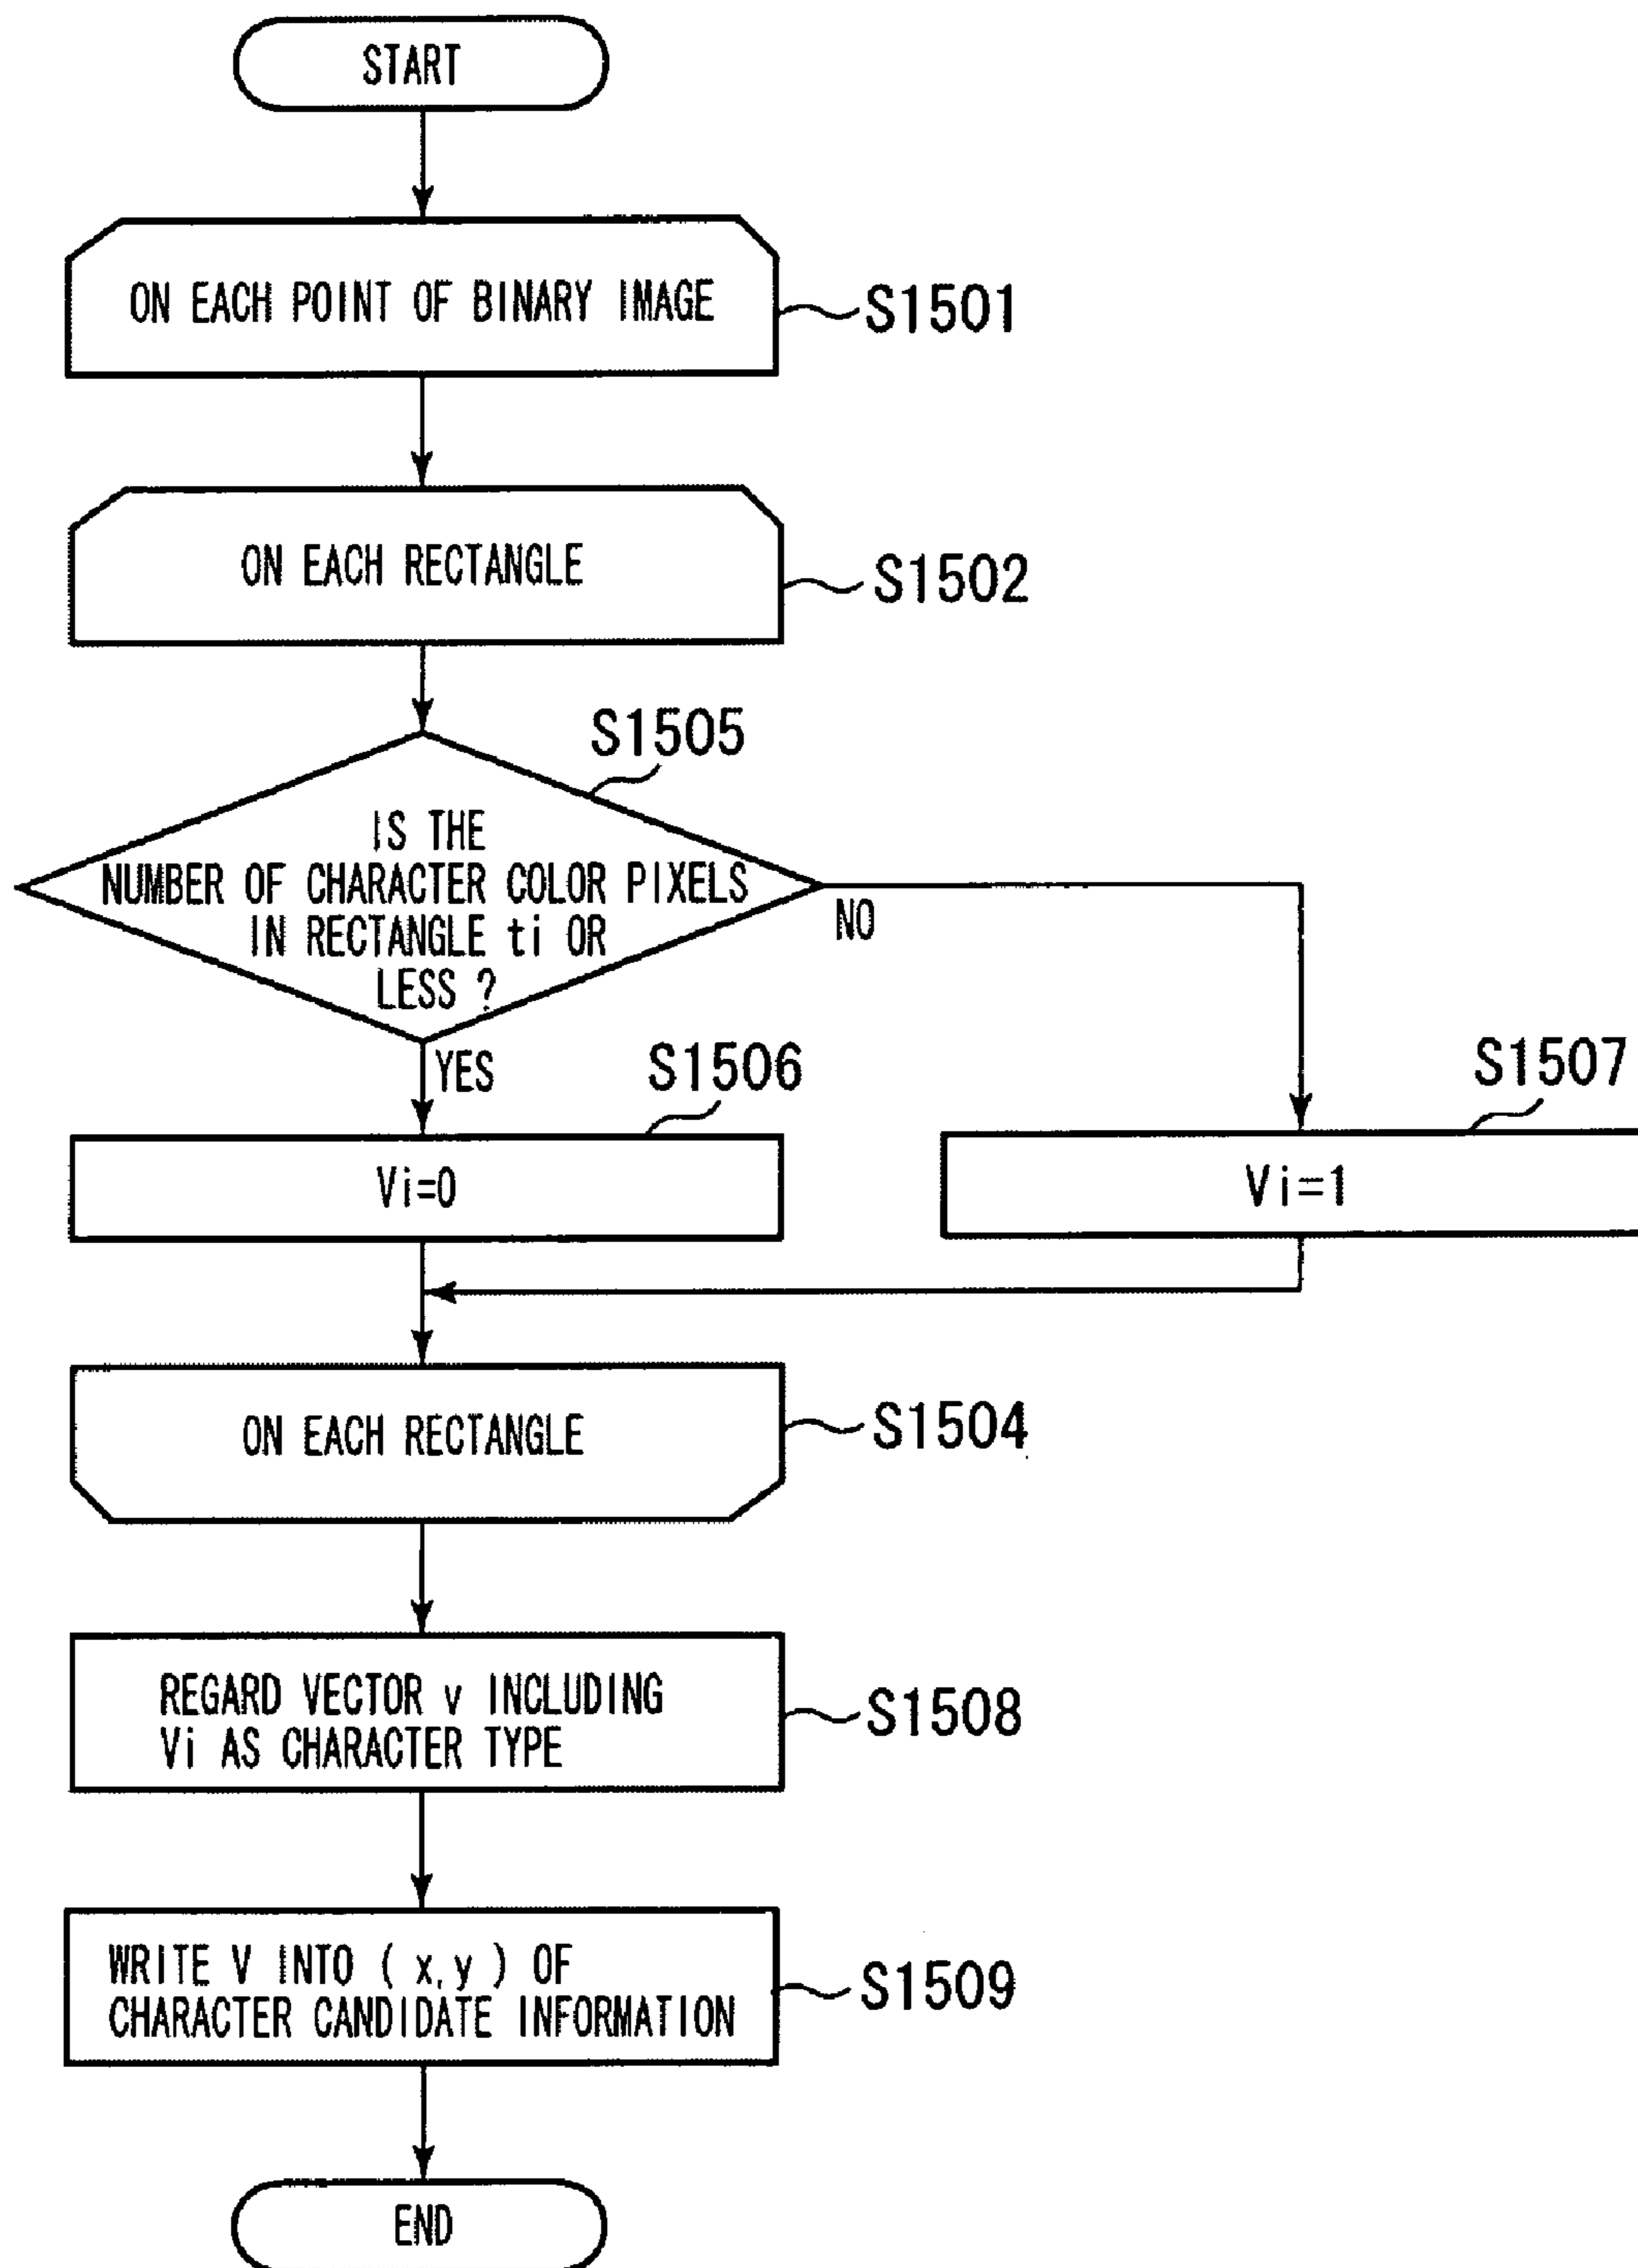 START
ON EACH POINT OF BINARY IMAGE
S1501
ON EACH RECTANGLE
S1502
S1505
IS THE
NUMBER OF CHARACTER COLOR PIXELS
IN RECTANGLE ti OR
LESS ?
NO
YES
S1506
S1507
Vi=0
Vi=1
ON EACH RECTANGLE
S1504
REGARD VECTOR v INCLUDING
Vi AS CHARACTER TYPE
S1508
WRITE V INTO ( x, y ) OF
CHARACTER CANDIDATE INFORMATION
S1509
END